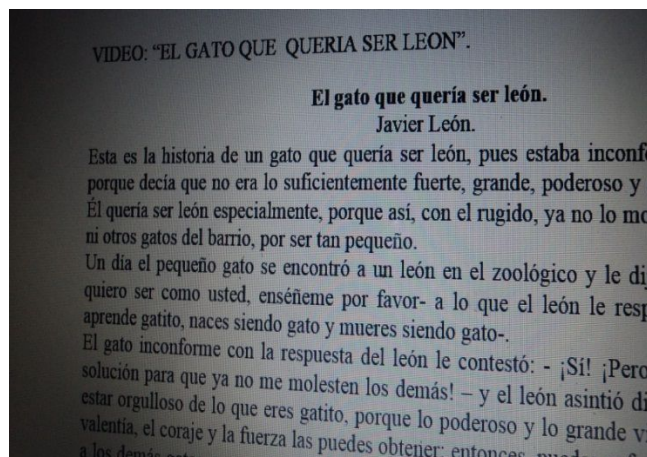 VIDEO: “EL GATO QUE QUERIA SER LEON”.
El gato que quería ser león.
Javier León.
Esta es la historia de un gato que quería ser león, pues estaba inconf
porque decía que no era lo suficientemente fuerte, grande, poderoso y
Él quería ser león especialmente, porque así, con el rugido, ya no lo mo
ni otros gatos del barrio, por ser tan pequeño.
Un día el pequeño gato se encontró a un león en el zoológico y le di
quiero ser como usted, enséñeme por favor- a lo que el león le resp
aprende gatito, naces siendo gato y mueres siendo gato-.
El gato inconforme con la respuesta del león le contestó: - ¡Sí! ¡Pero
solución para que ya no me molesten los demás! – y el león asintió di
estar orgulloso de lo que eres gatito, porque lo poderoso y lo grande v
valentía, el coraje y la fuerza las puedes obtener; entonces
a los demás